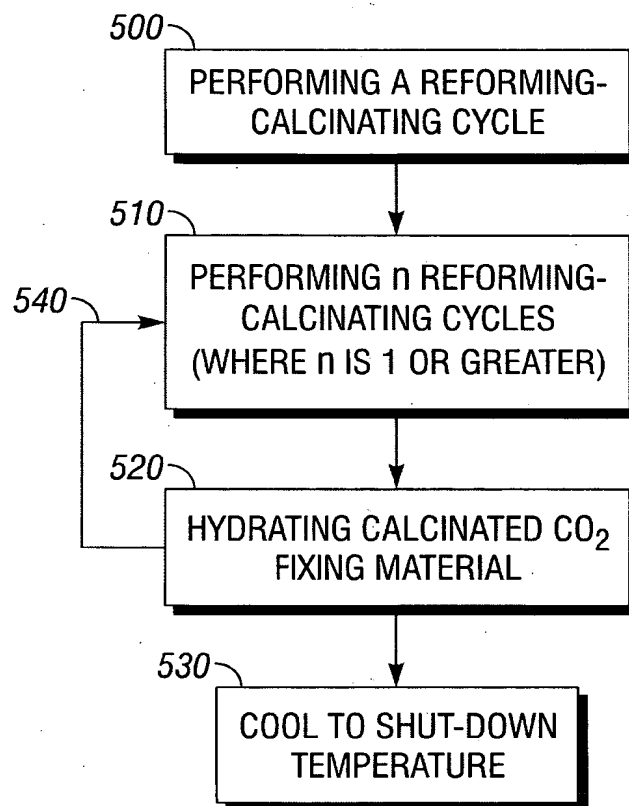 500
PERFORMING A REFORMING-
CALCINATING CYCLE
510
540
PERFORMING n REFORMING-
CALCINATING CYCLES
(WHERE n IS 1 OR GREATER)
520
HYDRATING CALCINATED CO₂
FIXING MATERIAL
530
COOL TO SHUT-DOWN
TEMPERATURE